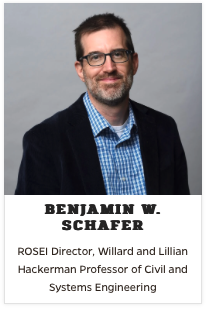 BENJAMIN W.
SCHAFER
ROSEI Director, Willard and Lillian
Hackerman Professor of Civil and
Systems Engineering